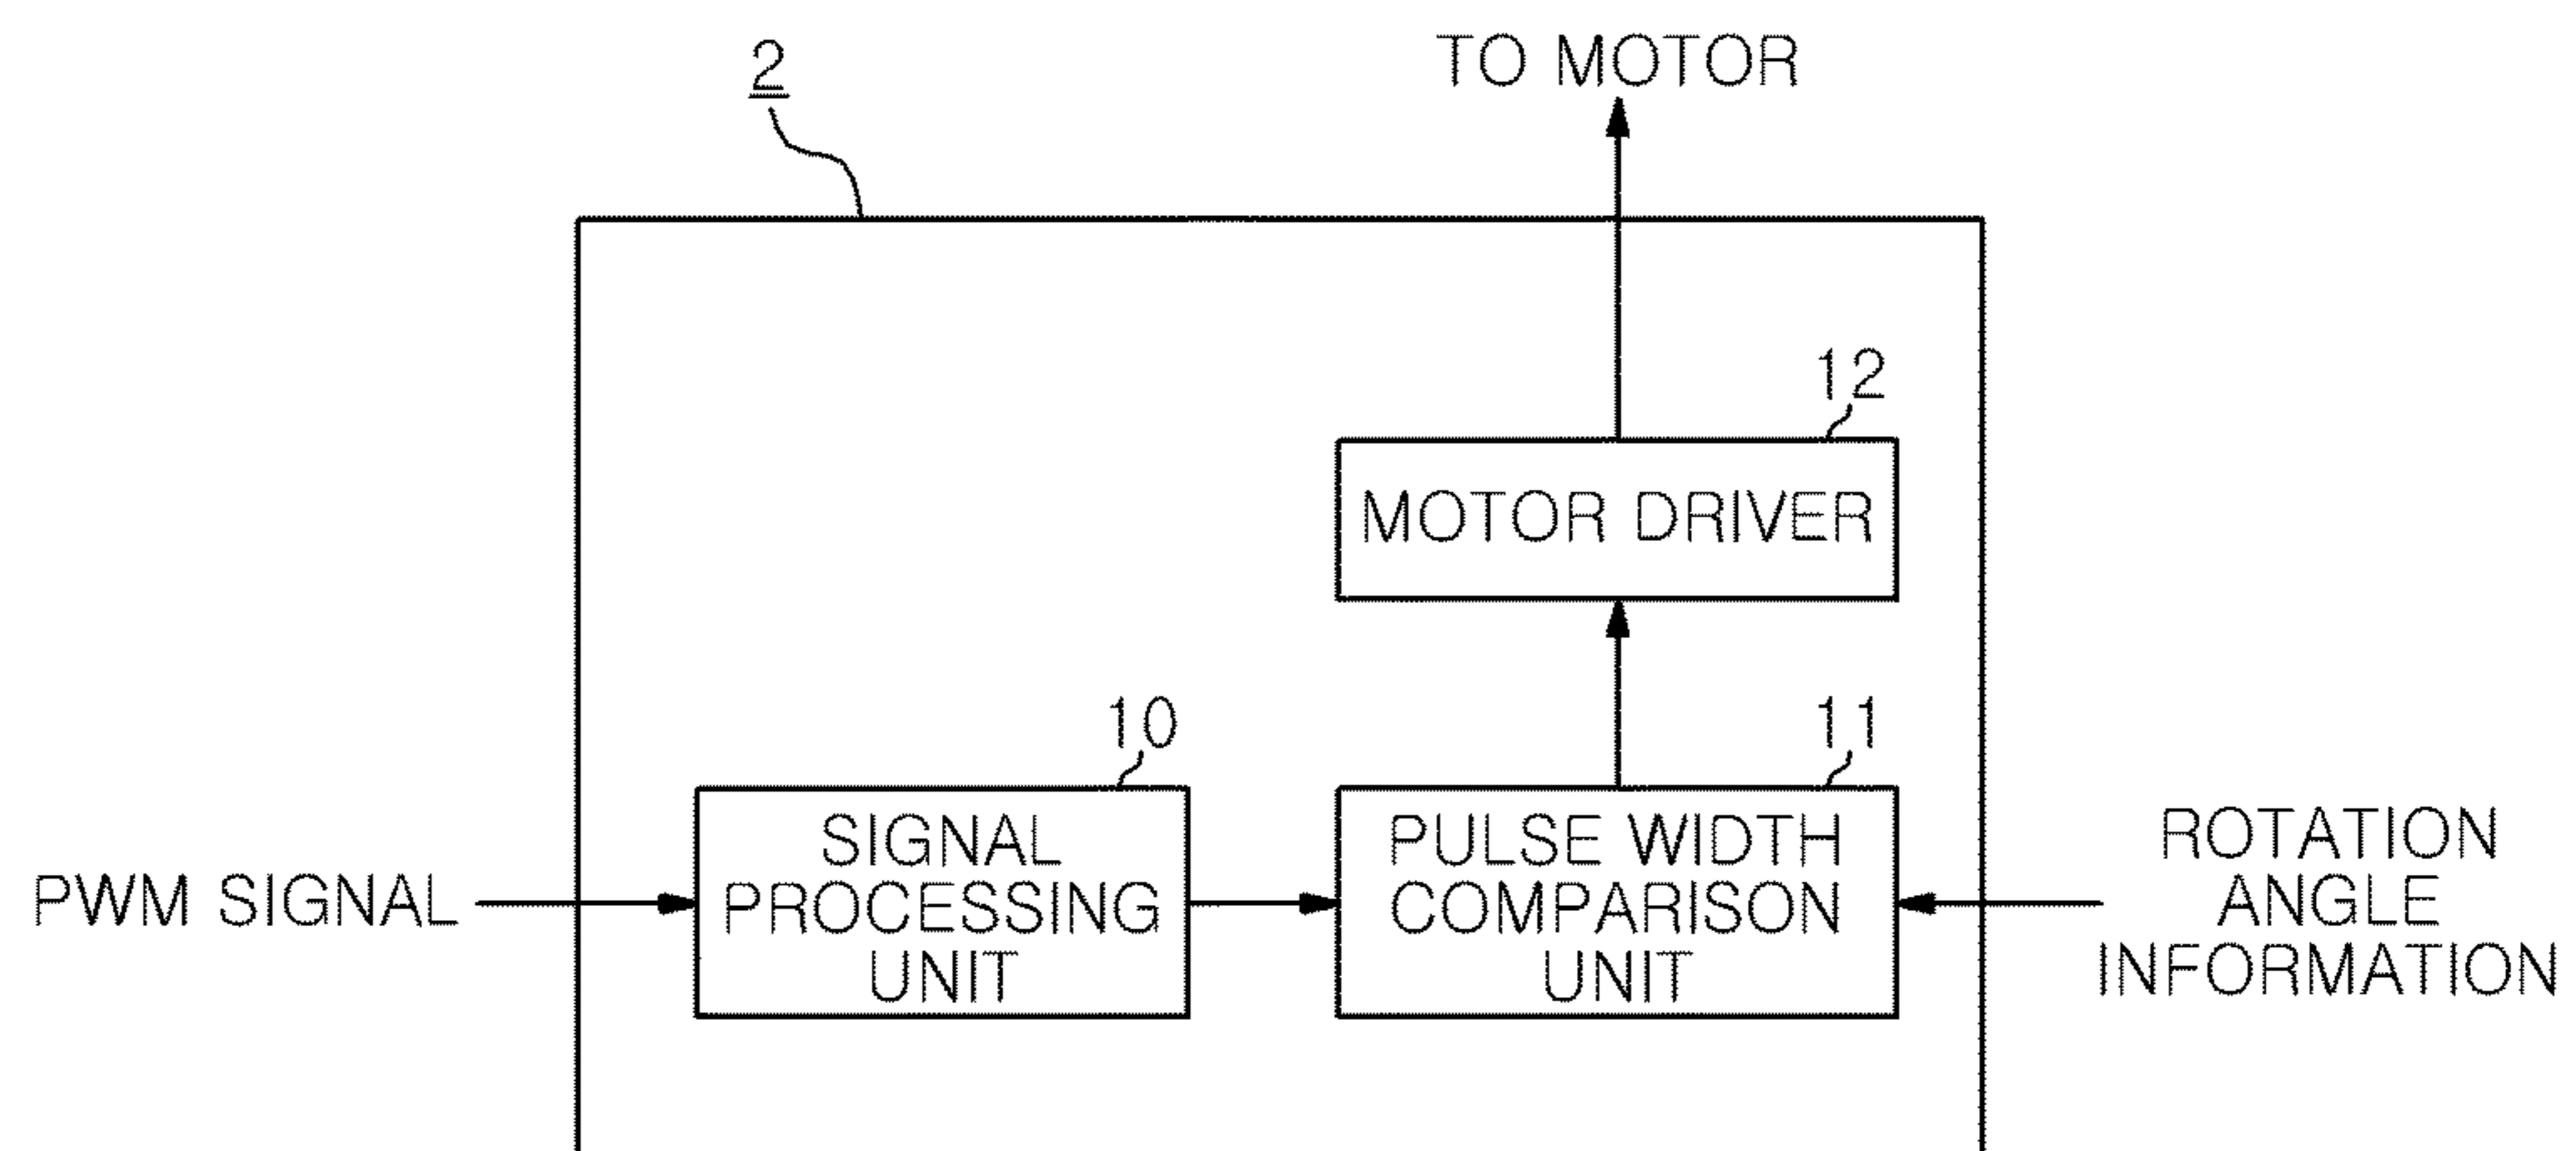 2
TO MOTOR
12
MOTOR DRIVER
10
11
SIGNAL
PROCESSING
UNIT
PULSE WIDTH
COMPARISON
UNIT
PWM SIGNAL
ROTATION
ANGLE
INFORMATION